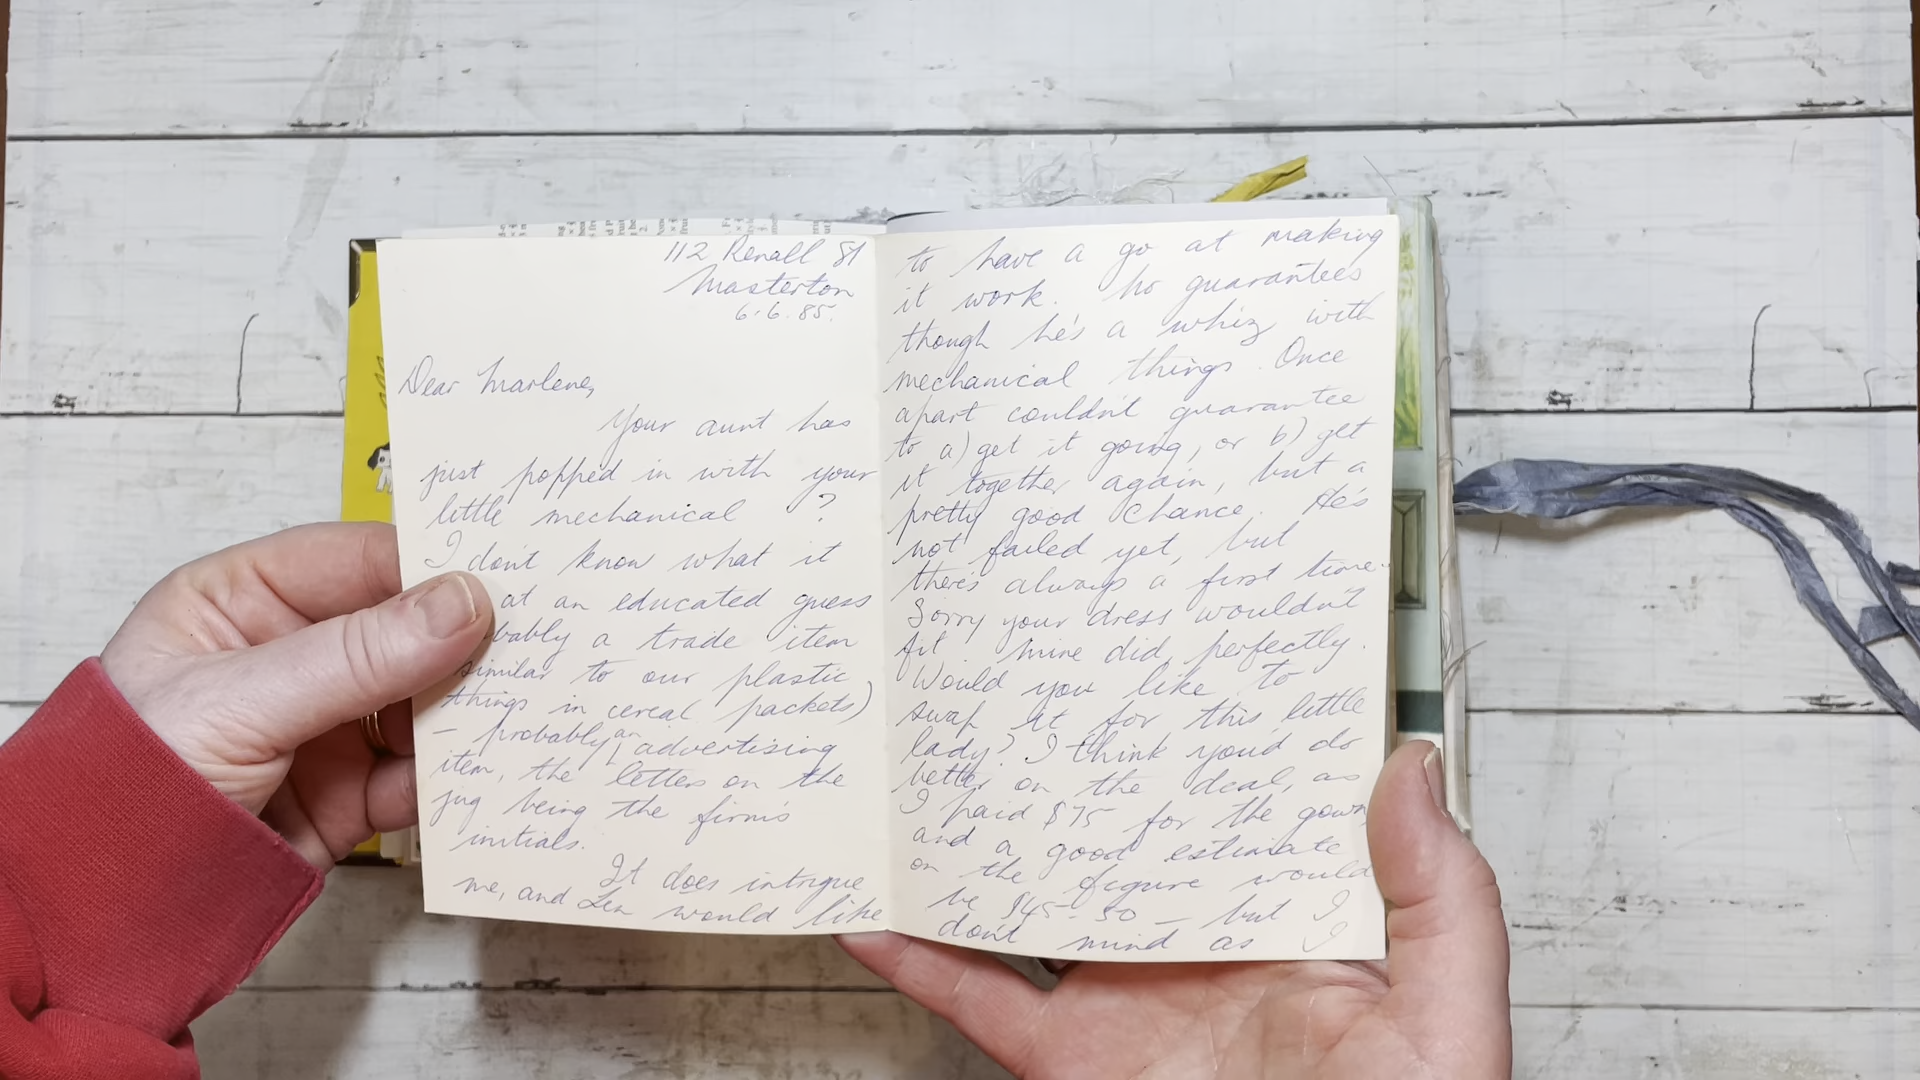 112 Renall St
Masterton
6.6.85.
Dear Marlene,
Your aunt has
just popped in with your
little mechanical ?
I don't know what it
at an educated guess
bably a trade item
similar to our plastic
things in cereal packets)
- probably an advertising
item, the letters on the
jug being the firm's
initials.
It does intrigue
me, and Len would like
to have a go at making
it work. No guarantees
though he's a whiz with
mechanical things. Once
apart couldn't guarantee
to a) get it going, or b) get
it together again, but a
pretty good chance. He's
not failed yet, but
there's always a first time.
Sorry your dress wouldn't
fit. Mine did, perfectly.
Would you like to
swap it for this little
lady? I think you'd do
better on the deal, as
I paid $75 for the gown,
and a good estimate
on the figure would
be $45-50 - but I
don't mind as I